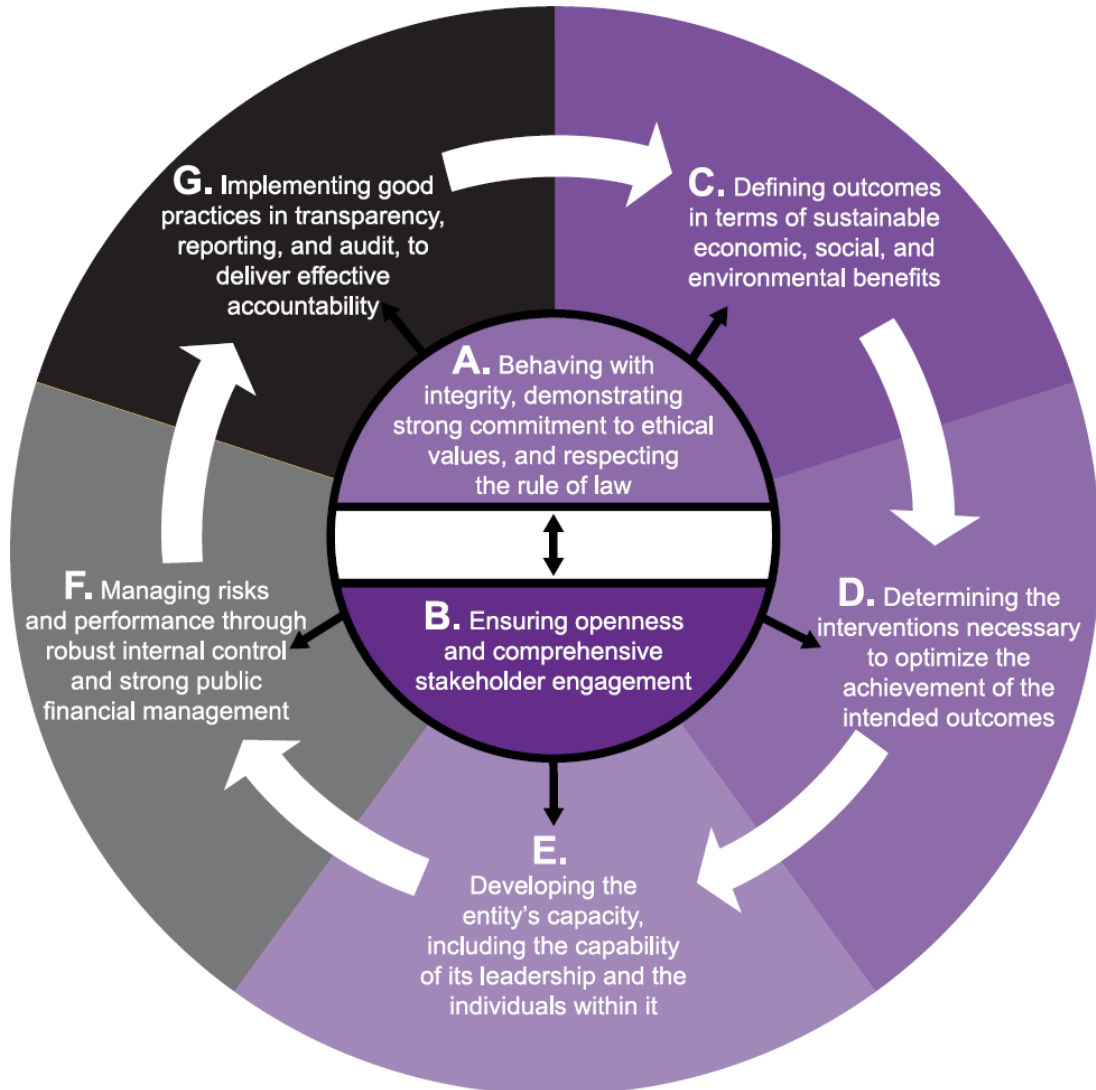 A. Behaving with
integrity, demonstrating
strong commitment to ethical
values, and respecting
the rule of law
B. Ensuring openness
and comprehensive
stakeholder engagement
C. Defining outcomes
in terms of sustainable
economic, social, and
environmental benefits
D. Determining the
interventions necessary
to optimize the
achievement of the
intended outcomes
E.
Developing the
entity's capacity,
including the capability
of its leadership and the
individuals within it
F. Managing risks
and performance through
robust internal control
and strong public
financial management
G. Implementing good
practices in transparency,
reporting, and audit, to
deliver effective
accountability